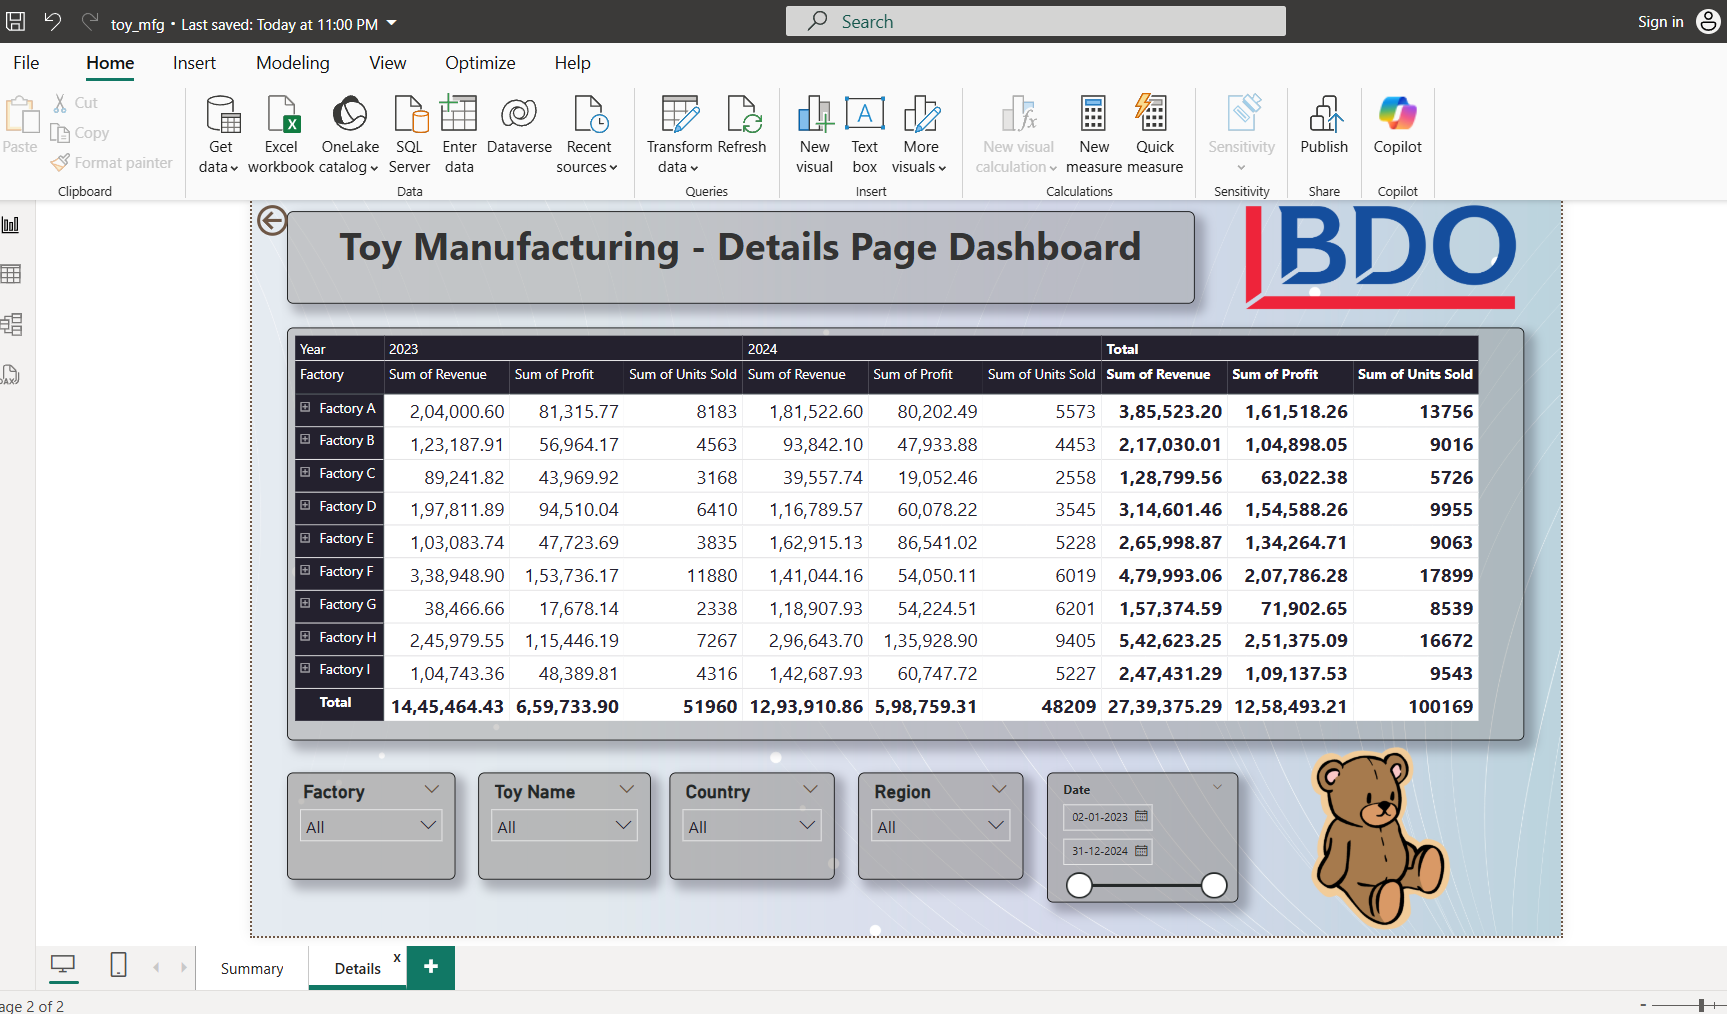 toy_mfg • Last saved: Today at 11:00 PM
Search
Sign in
File Home Insert Modeling View Optimize Help
Paste
Cut
Copy
Format painter
Clipboard
Get data
Excel workbook
OneLake catalog
SQL Server
Enter data
Dataverse
Recent sources
Data
Transform data
Refresh
Queries
New visual
Text box
More visuals
Insert
New visual calculation
New measure
Quick measure
Calculations
Sensitivity
Sensitivity
Publish
Share
Copilot
Copilot
Toy Manufacturing - Details Page Dashboard
BDO
Year 2023 2024 Total
Factory Sum of Revenue Sum of Profit Sum of Units Sold Sum of Revenue Sum of Profit Sum of Units Sold Sum of Revenue Sum of Profit Sum of Units Sold
Factory A 2,04,000.60 81,315.77 8183 1,81,522.60 80,202.49 5573 3,85,523.20 1,61,518.26 13756
Factory B 1,23,187.91 56,964.17 4563 93,842.10 47,933.88 4453 2,17,030.01 1,04,898.05 9016
Factory C 89,241.82 43,969.92 3168 39,557.74 19,052.46 2558 1,28,799.56 63,022.38 5726
Factory D 1,97,811.89 94,510.04 6410 1,16,789.57 60,078.22 3545 3,14,601.46 1,54,588.26 9955
Factory E 1,03,083.74 47,723.69 3835 1,62,915.13 86,541.02 5228 2,65,998.87 1,34,264.71 9063
Factory F 3,38,948.90 1,53,736.17 11880 1,41,044.16 54,050.11 6019 4,79,993.06 2,07,786.28 17899
Factory G 38,466.66 17,678.14 2338 1,18,907.93 54,224.51 6201 1,57,374.59 71,902.65 8539
Factory H 2,45,979.55 1,15,446.19 7267 2,96,643.70 1,35,928.90 9405 5,42,623.25 2,51,375.09 16672
Factory I 1,04,743.36 48,389.81 4316 1,42,687.93 60,747.72 5227 2,47,431.29 1,09,137.53 9543
Total 14,45,464.43 6,59,733.90 51960 12,93,910.86 5,98,759.31 48209 27,39,375.29 12,58,493.21 100169
Factory
All
Toy Name
All
Country
All
Region
All
Date
02-01-2023
31-12-2024
Summary
Details
x
+
age 2 of 2